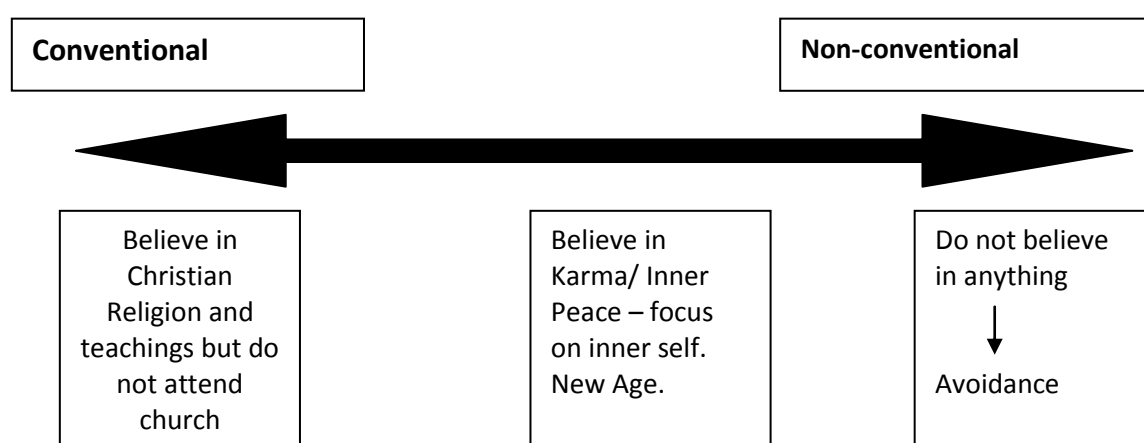 Conventional
Non-conventional
Believe in
Christian
Religion and
teachings but do
not attend
church
Believe in
Karma/ Inner
Peace – focus
on inner self.
New Age.
Do not believe
in anything
Avoidance